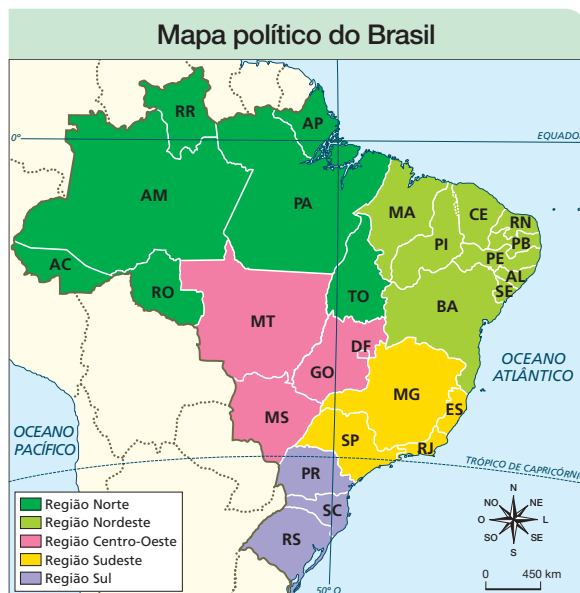 Mapa político do Brasil
RR
AP
0°
EQUADO
AM
PA
MA
CE
RN
PI
PB
PE
AC
AL
RO
TO
SE
BA
MT
DF
GO
OCEANO
ATLÂNTICO
MG
ES
MS
OCEANO
PACÍFICO
SP
RJ
TRÓPICO DE CAPRICÓRNI
PR
SC
RS
Região Norte
Região Nordeste
Região Centro-Oeste
Região Sudeste
Região Sul
N
NO
NE
O
L
SO
SE
S
0 450 km
50° O